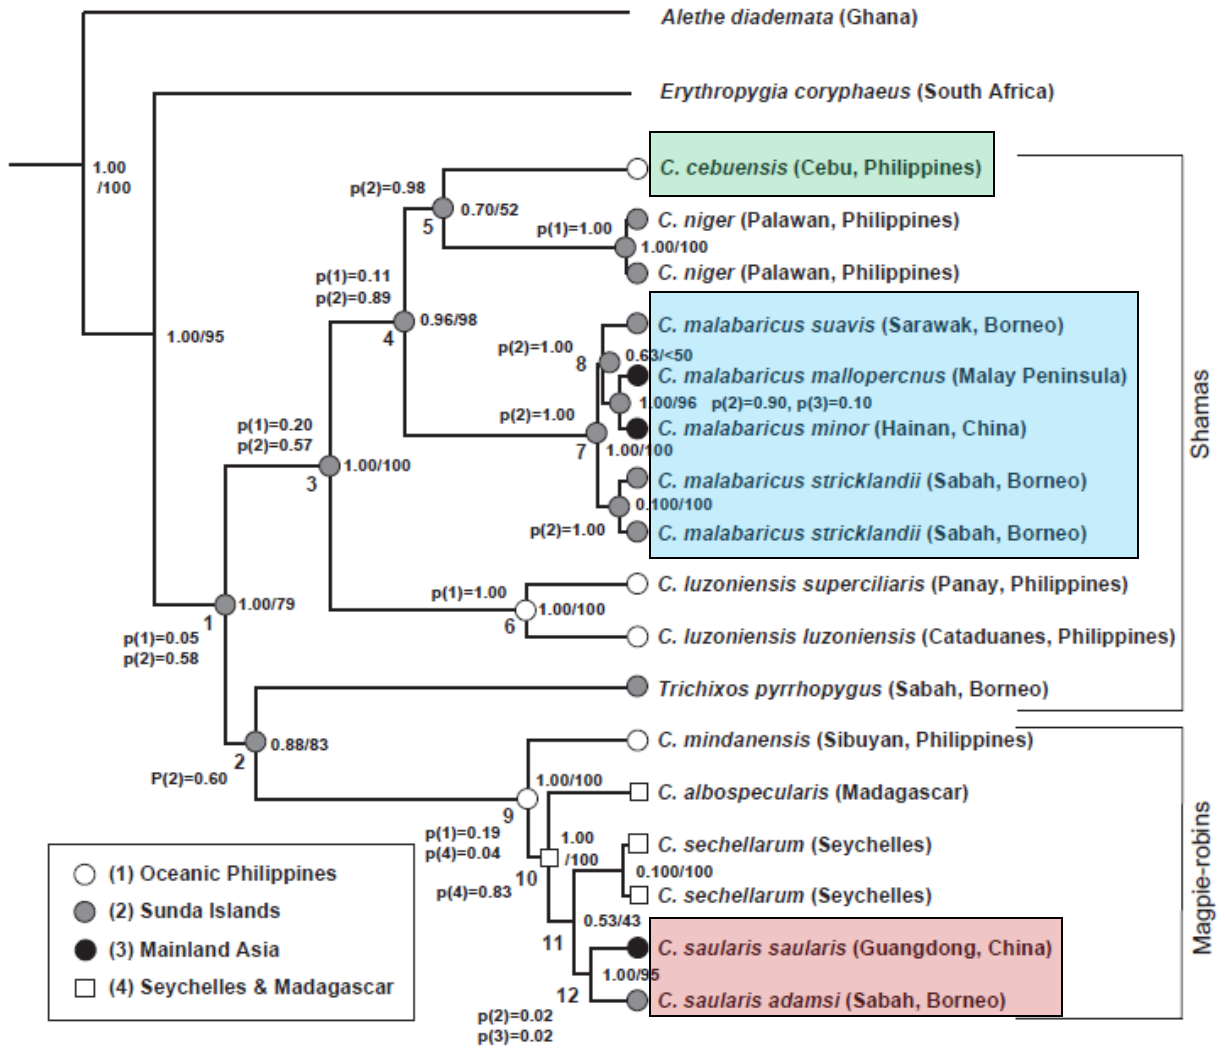 Alethe diademata (Ghana)
Erythropygia coryphaeus (South Africa)
1.00
/100
C. cebuensis (Cebu, Philippines)
p(2)=0.98
0.70/52
5
C. niger (Palawan, Philippines)
p(1)=1.00
1.00/100
C. niger (Palawan, Philippines)
p(1)=0.11
p(2)=0.89
0.96/98
4
1.00/95
C. malabaricus suavis (Sarawak, Borneo)
p(2)=1.00
8
0.63/<50
C. malabaricus mallopercnus (Malay Peninsula)
1.00/96 p(2)=0.90, p(3)=0.10
p(2)=1.00
C. malabaricus minor (Hainan, China)
7
1.00/100
p(1)=0.20
p(2)=0.57
1.00/100
3
C. malabaricus stricklandii (Sabah, Borneo)
0.100/100
p(2)=1.00
C. malabaricus stricklandii (Sabah, Borneo)
Shamas
C. luzoniensis superciliaris (Panay, Philippines)
p(1)=1.00
1.00/100
6
C. luzoniensis luzoniensis (Cataduanes, Philippines)
1.00/79
1
p(1)=0.05
p(2)=0.58
Trichixos pyrrhopygus (Sabah, Borneo)
0.88/83
2
P(2)=0.60
C. mindanensis (Sibuyan, Philippines)
1.00/100
9
p(1)=0.19
p(4)=0.04
C. albospecularis (Madagascar)
1.00
/100
10
p(4)=0.83
C. sechellarum (Seychelles)
0.100/100
C. sechellarum (Seychelles)
0.53/43
11
C. saularis saularis (Guangdong, China)
1.00/95
12
C. saularis adamsi (Sabah, Borneo)
p(2)=0.02
p(3)=0.02
Magpie-robins
(1) Oceanic Philippines
(2) Sunda Islands
(3) Mainland Asia
(4) Seychelles & Madagascar